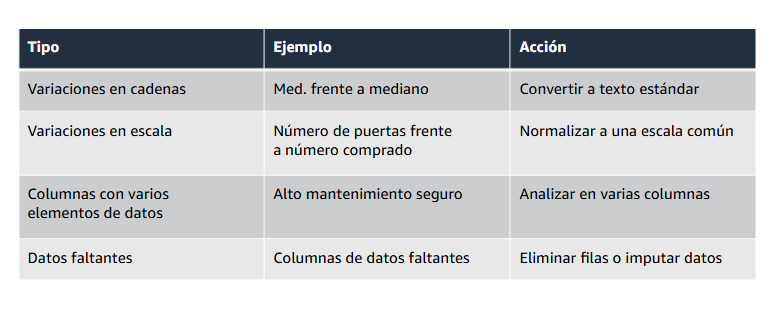 Tipo Ejemplo Acción
Variaciones en cadenas Med. frente a mediano Convertir a texto estándar
Variaciones en escala Número de puertas frente Normalizar a una escala común
a número comprado
Columnas con varios Alto mantenimiento seguro Analizar en varias columnas
elementos de datos
Datos faltantes Columnas de datos faltantes Eliminar filas o imputar datos